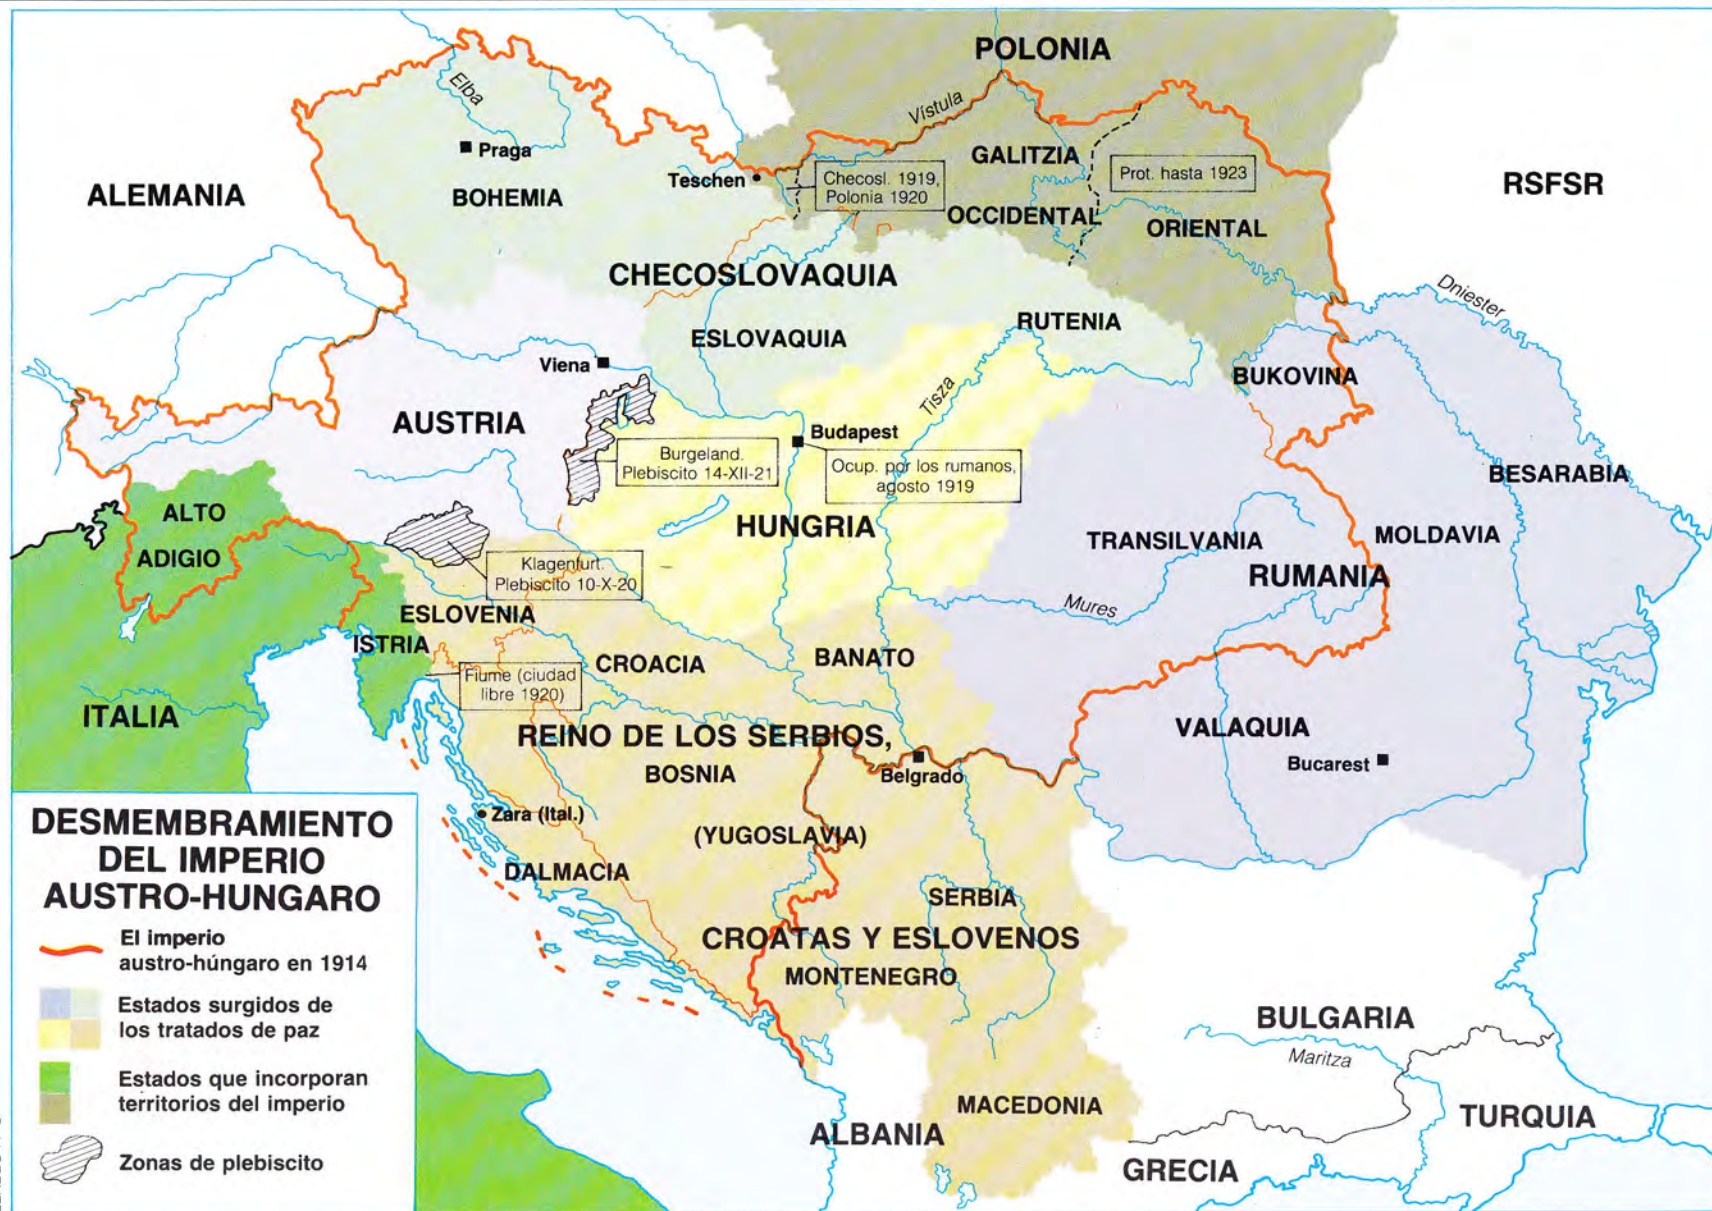 POLONIA
Elba
Vístula
Praga
GALITZIA
Teschen
Checosl. 1919,
Polonia 1920
Prot. hasta 1923
ALEMANIA
BOHEMIA
RSFSR
OCCIDENTAL
ORIENTAL
CHECOSLOVAQUIA
Dniester
RUTENIA
ESLOVAQUIA
Viena
BUKOVINA
Tisza
AUSTRIA
Budapest
Burgeland.
Plebiscito 14-XII-21
Ocup. por los rumanos,
agosto 1919
BESARABIA
ALTO
ADIGIO
HUNGRIA
TRANSILVANIA
MOLDAVIA
Klagenfurt.
Plebiscito 10-X-20
RUMANIA
Mures
ESLOVENIA
ISTRIA
CROACIA
BANATO
Fiume (ciudad
libre 1920)
ITALIA
VALAQUIA
REINO DE LOS SERBIOS,
BOSNIA
Belgrado
Bucarest
Zara (Ital.)
(YUGOSLAVIA)
DALMACIA
SERBIA
CROATAS Y ESLOVENOS
MONTENEGRO
BULGARIA
Maritza
MACEDONIA
ALBANIA
TURQUIA
GRECIA
DESMEMBRAMIENTO
DEL IMPERIO
AUSTRO-HUNGARO
El imperio
austro-húngaro en 1914
Estados surgidos de
los tratados de paz
Estados que incorporan
territorios del imperio
Zonas de plebiscito